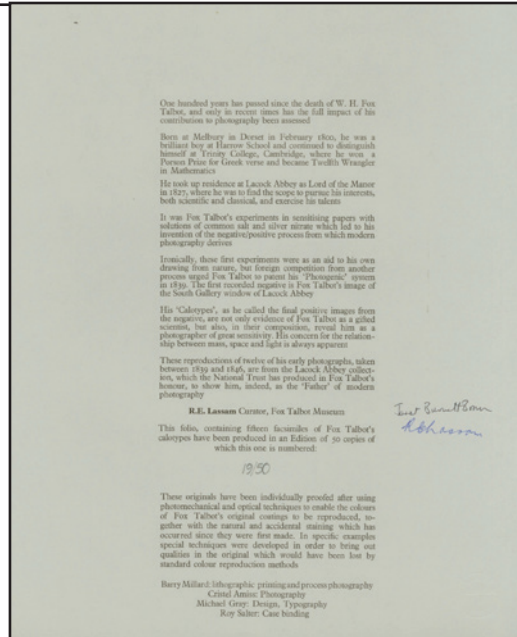 One hundred years has passed since the death of W. H. Fox
Talbot, and only in recent times has the full impact of his
contribution to photography been assessed
Born at Melbury in Dorset in February 1800, he was a
brilliant boy at Harrow School and continued to distinguish
himself at Trinity College, Cambridge, where he won a
Porson Prize for Greek verse and became Twelfth Wrangler
in Mathematics
He took up residence at Lacock Abbey as Lord of the Manor
in 1827, where he was to find the scope to pursue his interests,
both scientific and classical, and exercise his talents
It was Fox Talbot's experiments in sensitising papers with
solutions of common salt and silver nitrate which led to his
invention of the negative/positive process from which modern
photography derives
Ironically, these first experiments were as an aid to his own
drawing from nature, but foreign competition from another
process urged Fox Talbot to patent his 'Photogenic' system
in 1839. The first recorded negative is Fox Talbot's image of
the South Gallery window of Lacock Abbey
His 'Calotypes', as he called the final positive images from
the negative, are not only evidence of Fox Talbot as a gifted
scientist, but also, in their composition, reveal him as a
photographer of great sensitivity. His concern for the relation-
ship between mass, space and light is always apparent
These reproductions of twelve of his early photographs, taken
between 1839 and 1846, are from the Lacock Abbey collect-
ion, which the National Trust has produced in Fox Talbot's
honour, to show him, indeed, as the 'Father' of modern
photography
R.E. Lassam Curator, Fox Talbot Museum
This folio, containing fifteen facsimiles of Fox Talbot's
calotypes have been produced in an Edition of 50 copies of
which this one is numbered:
19/50
These originals have been individually proofed after using
photomechanical and optical techniques to enable the colours
of Fox Talbot's original coatings to be reproduced, to-
gether with the natural and accidental staining which has
occurred since they were first made. In specific examples
special techniques were developed in order to bring out
qualities in the original which would have been lost by
standard colour reproduction methods
Barry Millard: lithographic printing and process photography
Cristel Amiss: Photography
Michael Gray: Design, Typography
Roy Salter: Case binding